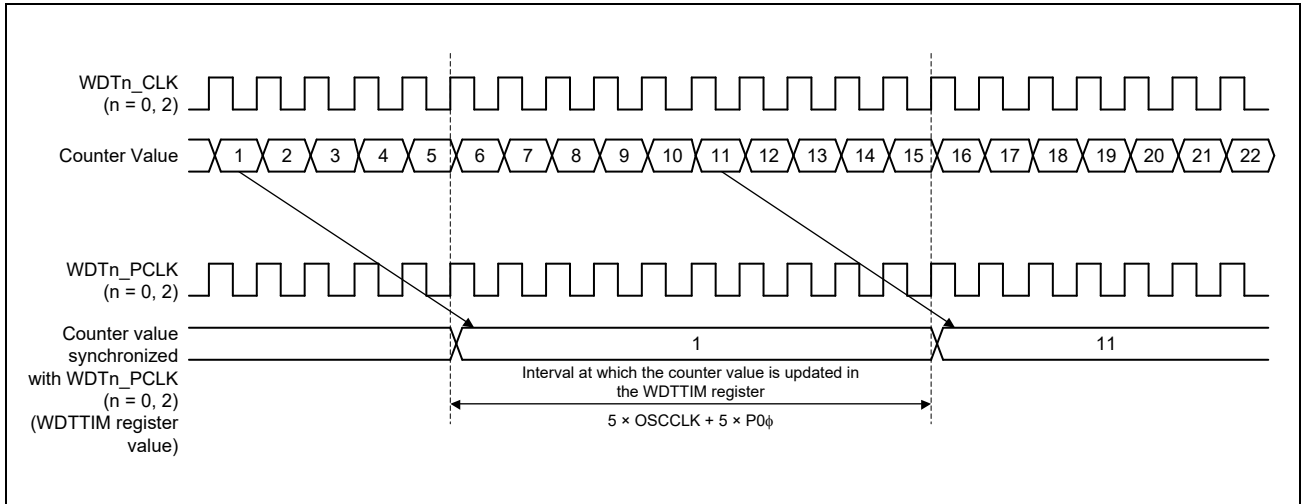 WDTn_CLK
(n = 0, 2)
Counter Value
1 2 3 4 5 6 7 8 9 10 11 12 13 14 15 16 17 18 19 20 21 22
WDTn_PCLK
(n = 0, 2)
Counter value
synchronized
with WDTn_PCLK
(n = 0, 2)
(WDTTIM register
value)
1
11
Interval at which the counter value is updated in
the WDTTIM register
5 × OSCCLK + 5 × P0ϕ